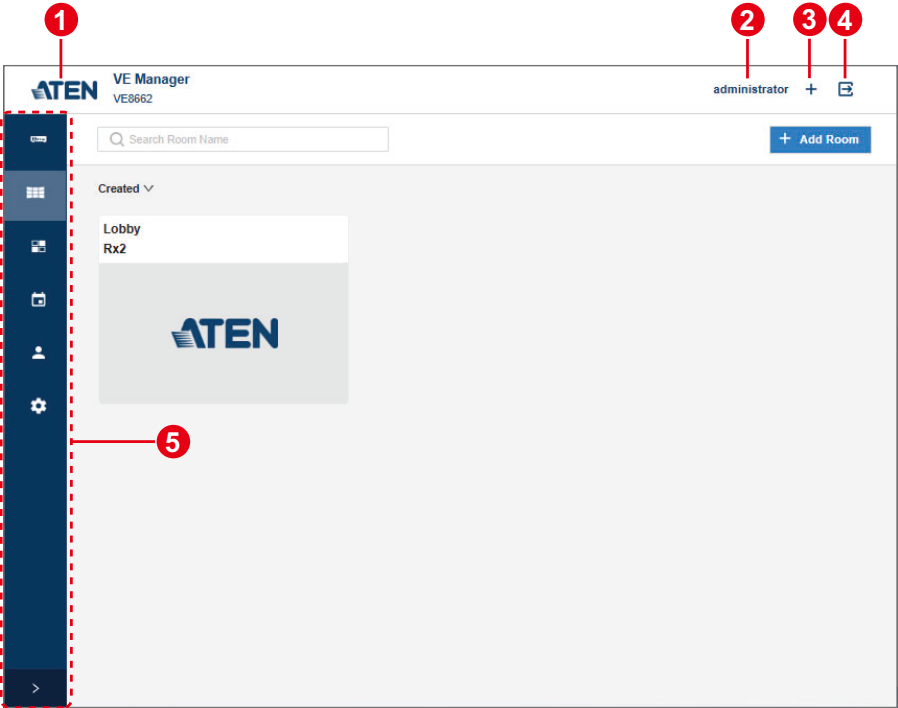 1
2
3
4
ATEN
VE Manager
VE8662
administrator
Search Room Name
+ Add Room
Created
Lobby
Rx2
ATEN
5